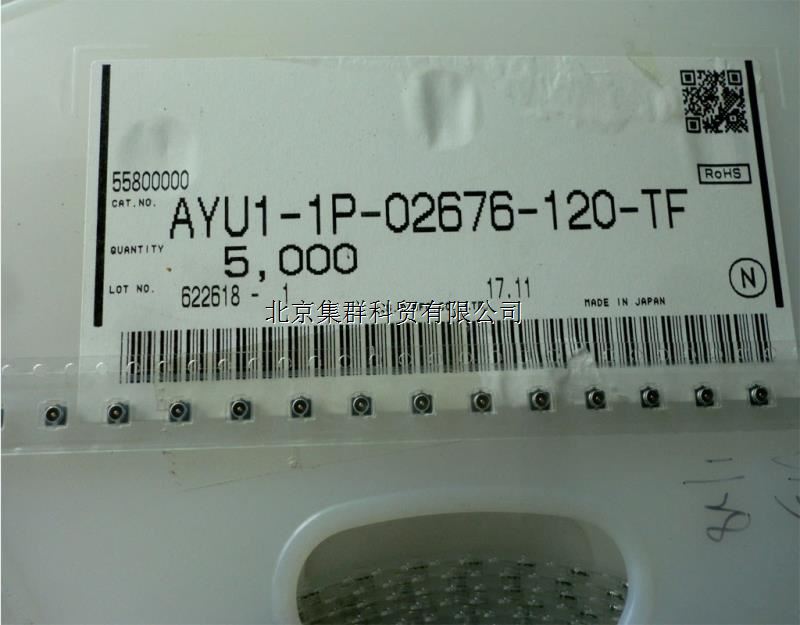 RoHS
55800000
CAT.NO. AYU1-1P-02676-120-TF
QUANTITY 5,000
LOT NO. 622618 - 1 17.11 MADE IN JAPAN
N
北京集群科贸有限公司